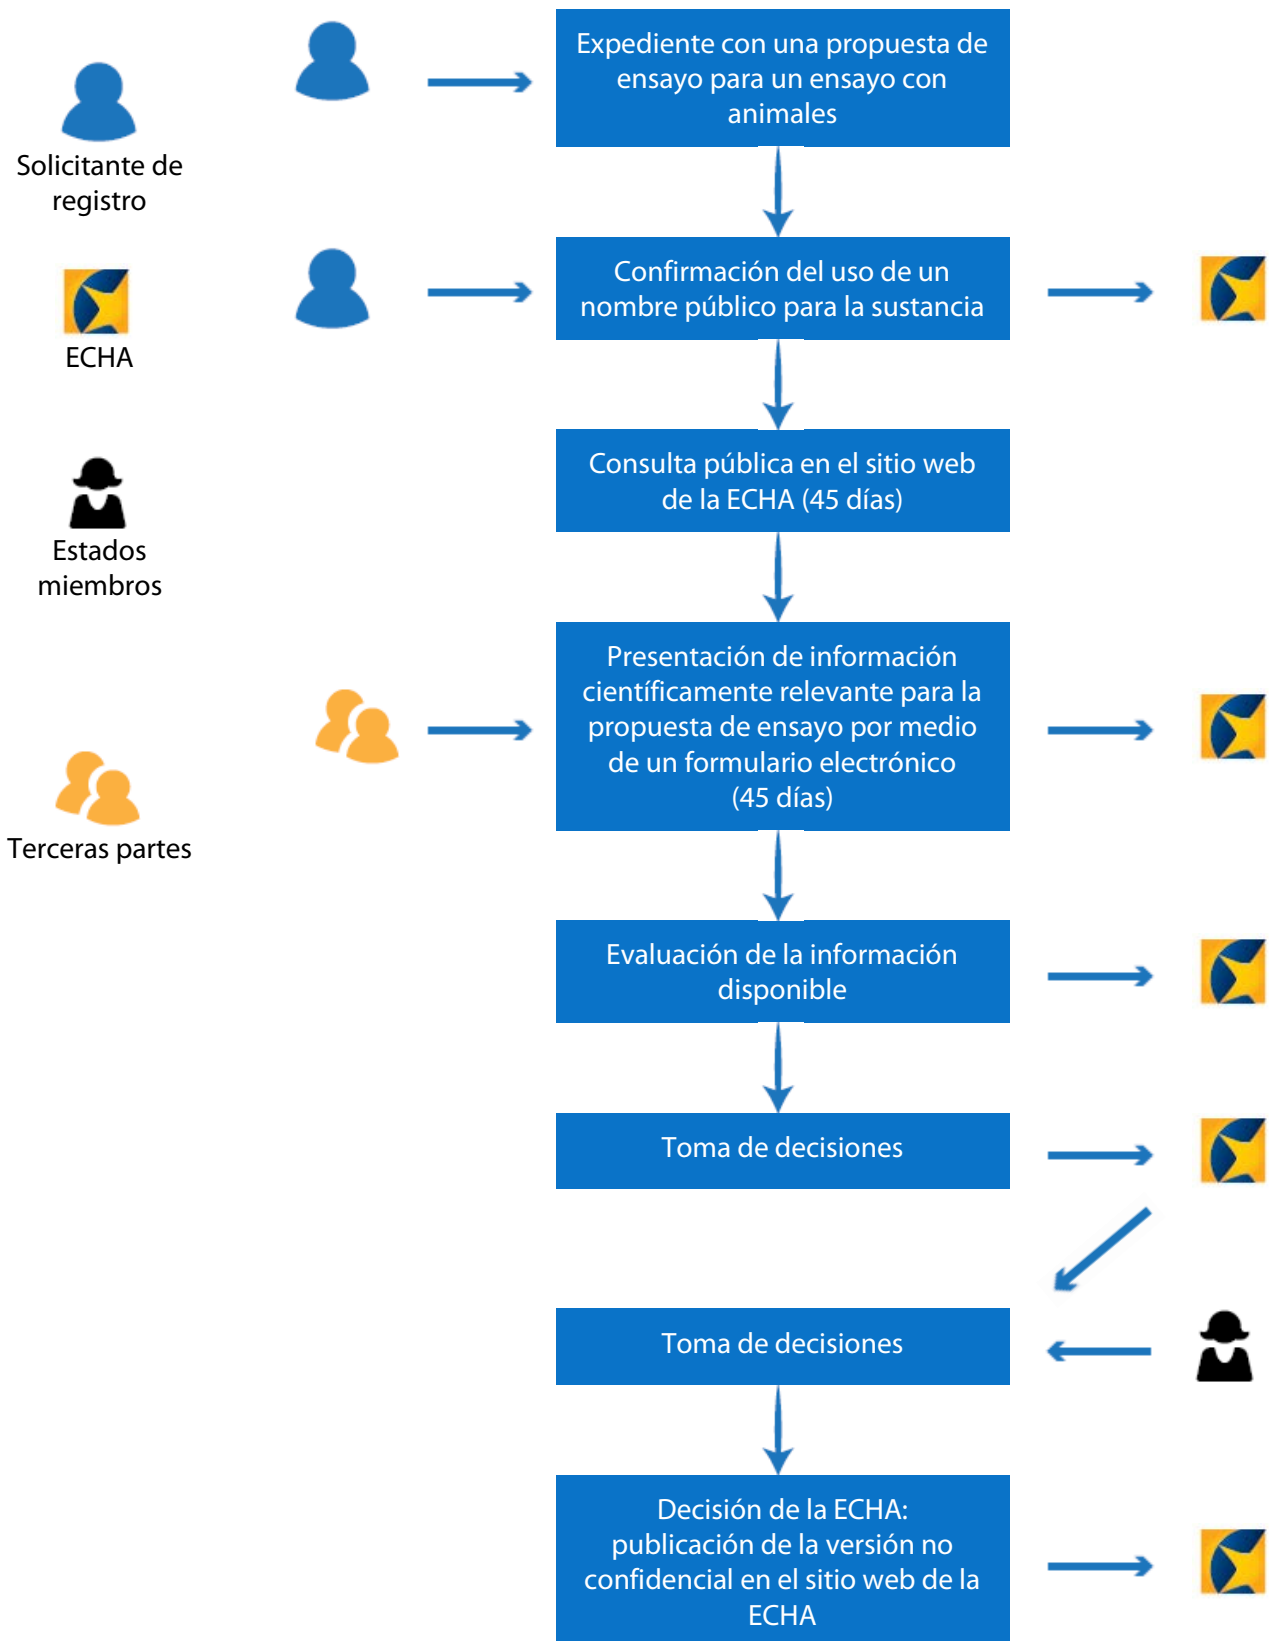 Solicitante de
registro
ECHA
Estados
miembros
Terceras partes
Expediente con una propuesta de
ensayo para un ensayo con
animales
Confirmación del uso de un
nombre público para la sustancia
Consulta pública en el sitio web
de la ECHA (45 días)
Presentación de información
científicamente relevante para la
propuesta de ensayo por medio
de un formulario electrónico
(45 días)
Evaluación de la información
disponible
Toma de decisiones
Toma de decisiones
Decisión de la ECHA:
publicación de la versión no
confidencial en el sitio web de la
ECHA